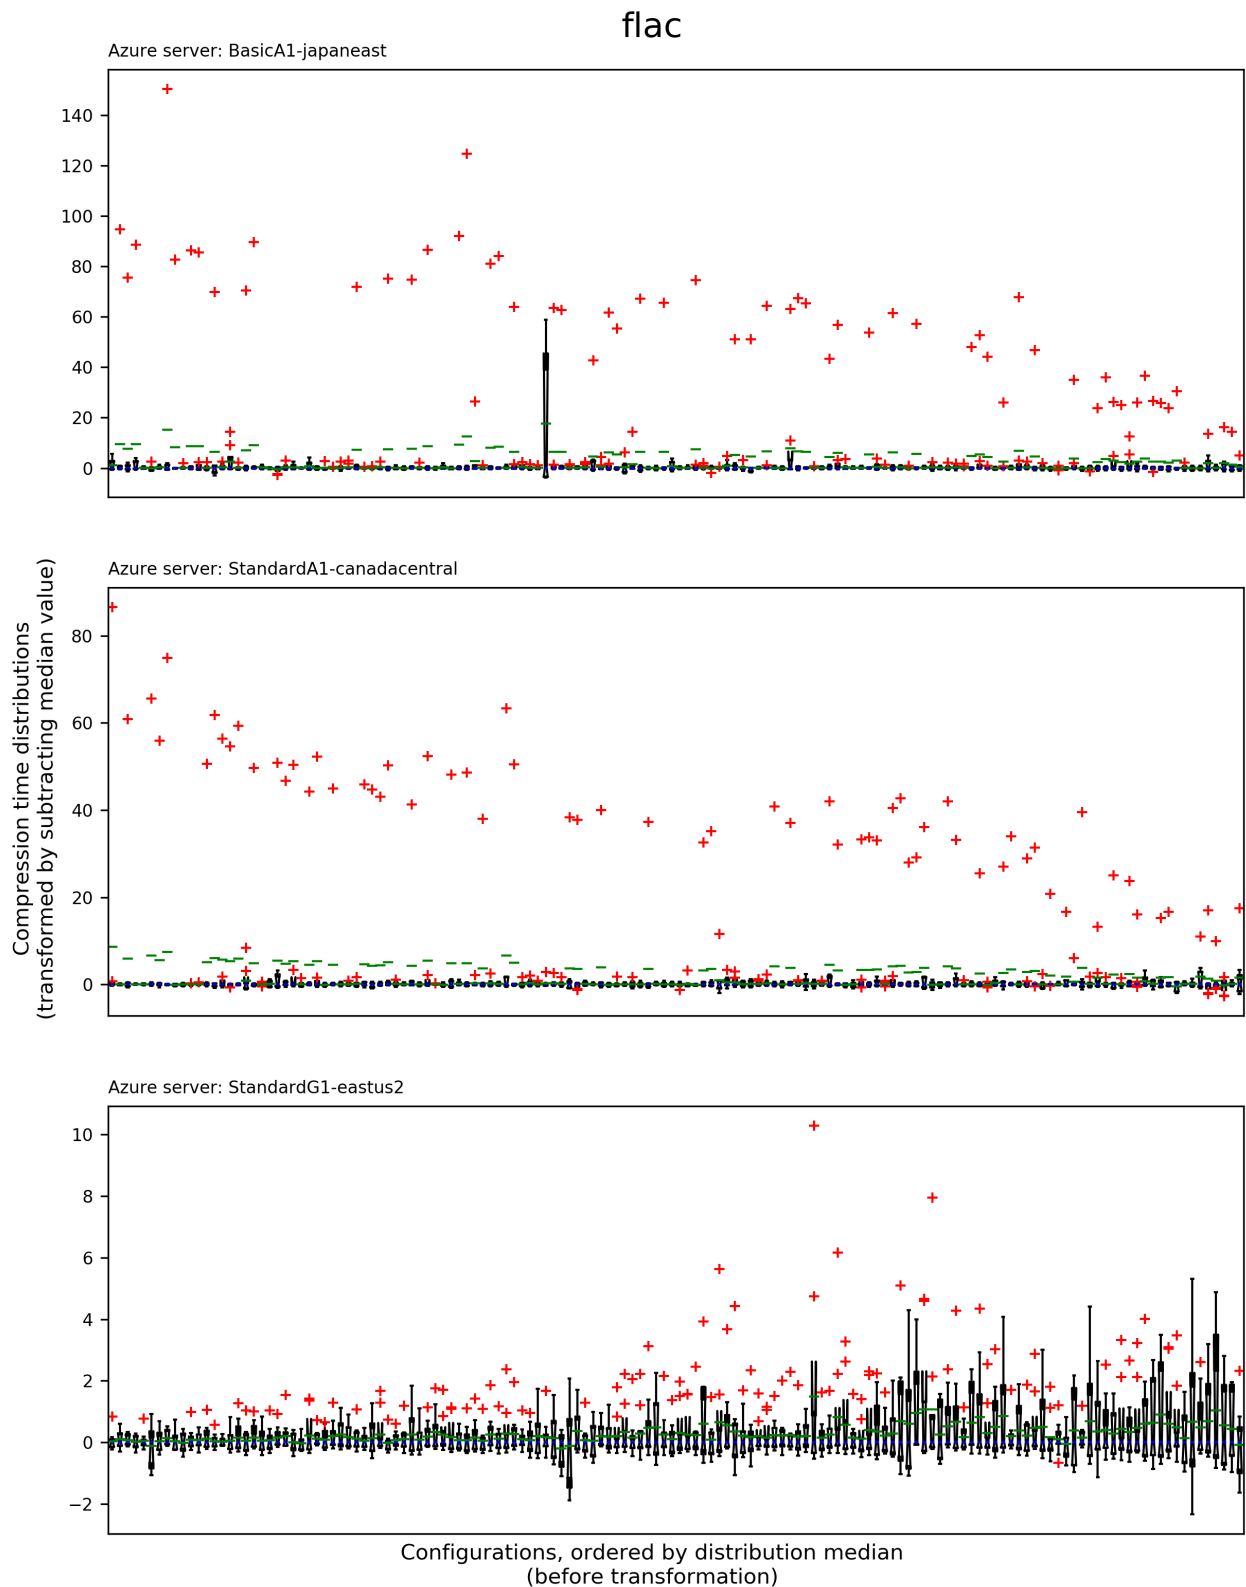 flac
Azure server: BasicA1-japaneast
140
120
100
80
60
40
20
0
Azure server: StandardA1-canadacentral
80
60
40
20
0
Compression time distributions
(transformed by subtracting median value)
Azure server: StandardG1-eastus2
10
8
6
4
2
0
−2
Configurations, ordered by distribution median
(before transformation)